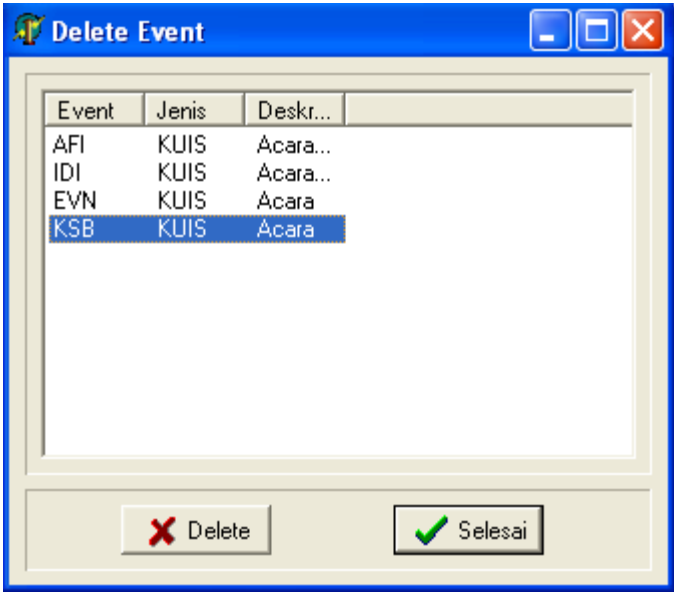 Delete Event
Event Jenis Deskr...
AFI KUIS Acara...
IDI KUIS Acara...
EVN KUIS Acara
KSB KUIS Acara
Delete Selesai